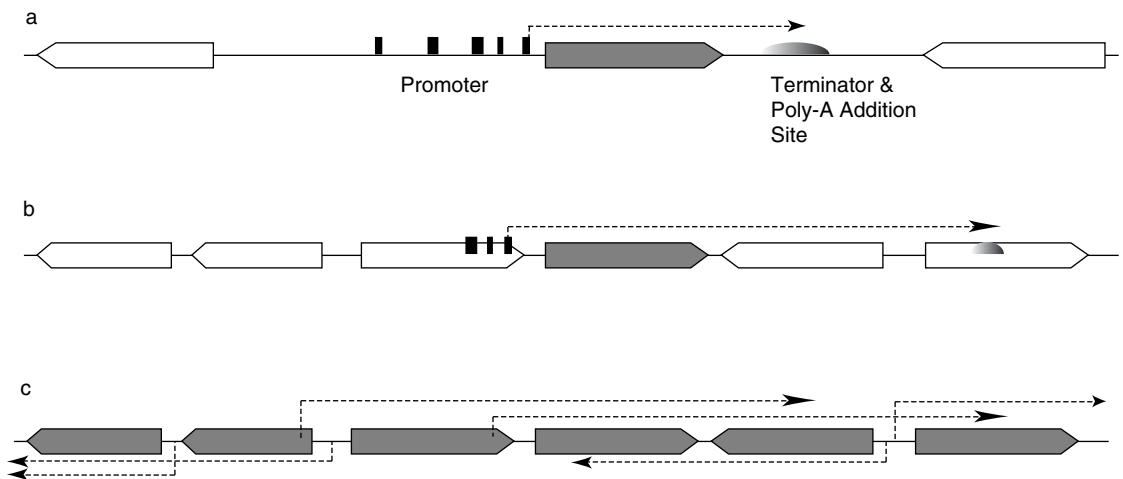 a
Promoter
Terminator &
Poly-A Addition
Site
b
c